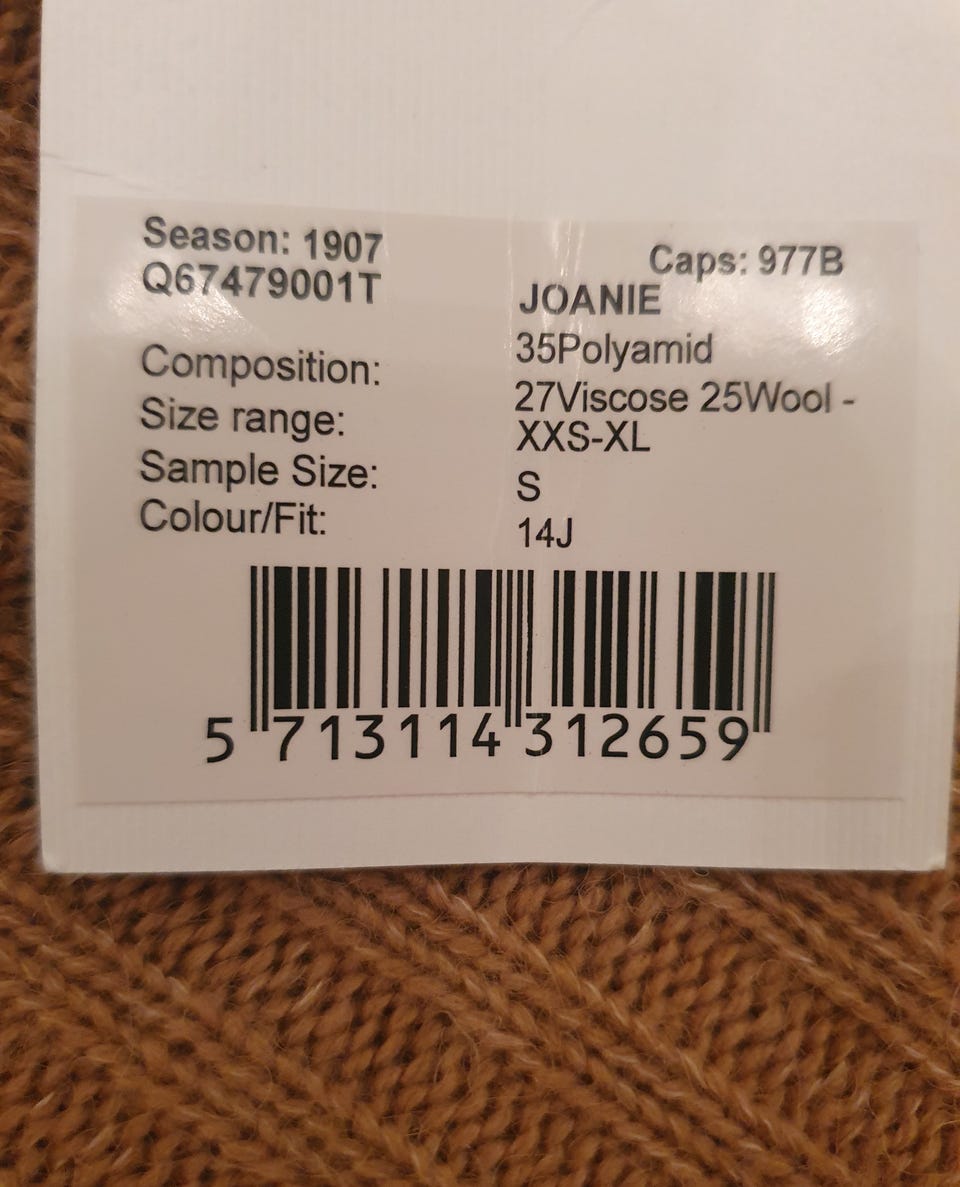 Season: 1907
Caps: 977B
Q67479001T
JOANIE
Composition: 35Polyamid
27Viscose 25Wool -
Size range: XXS-XL
Sample Size: S
Colour/Fit: 14J
5 713114 312659